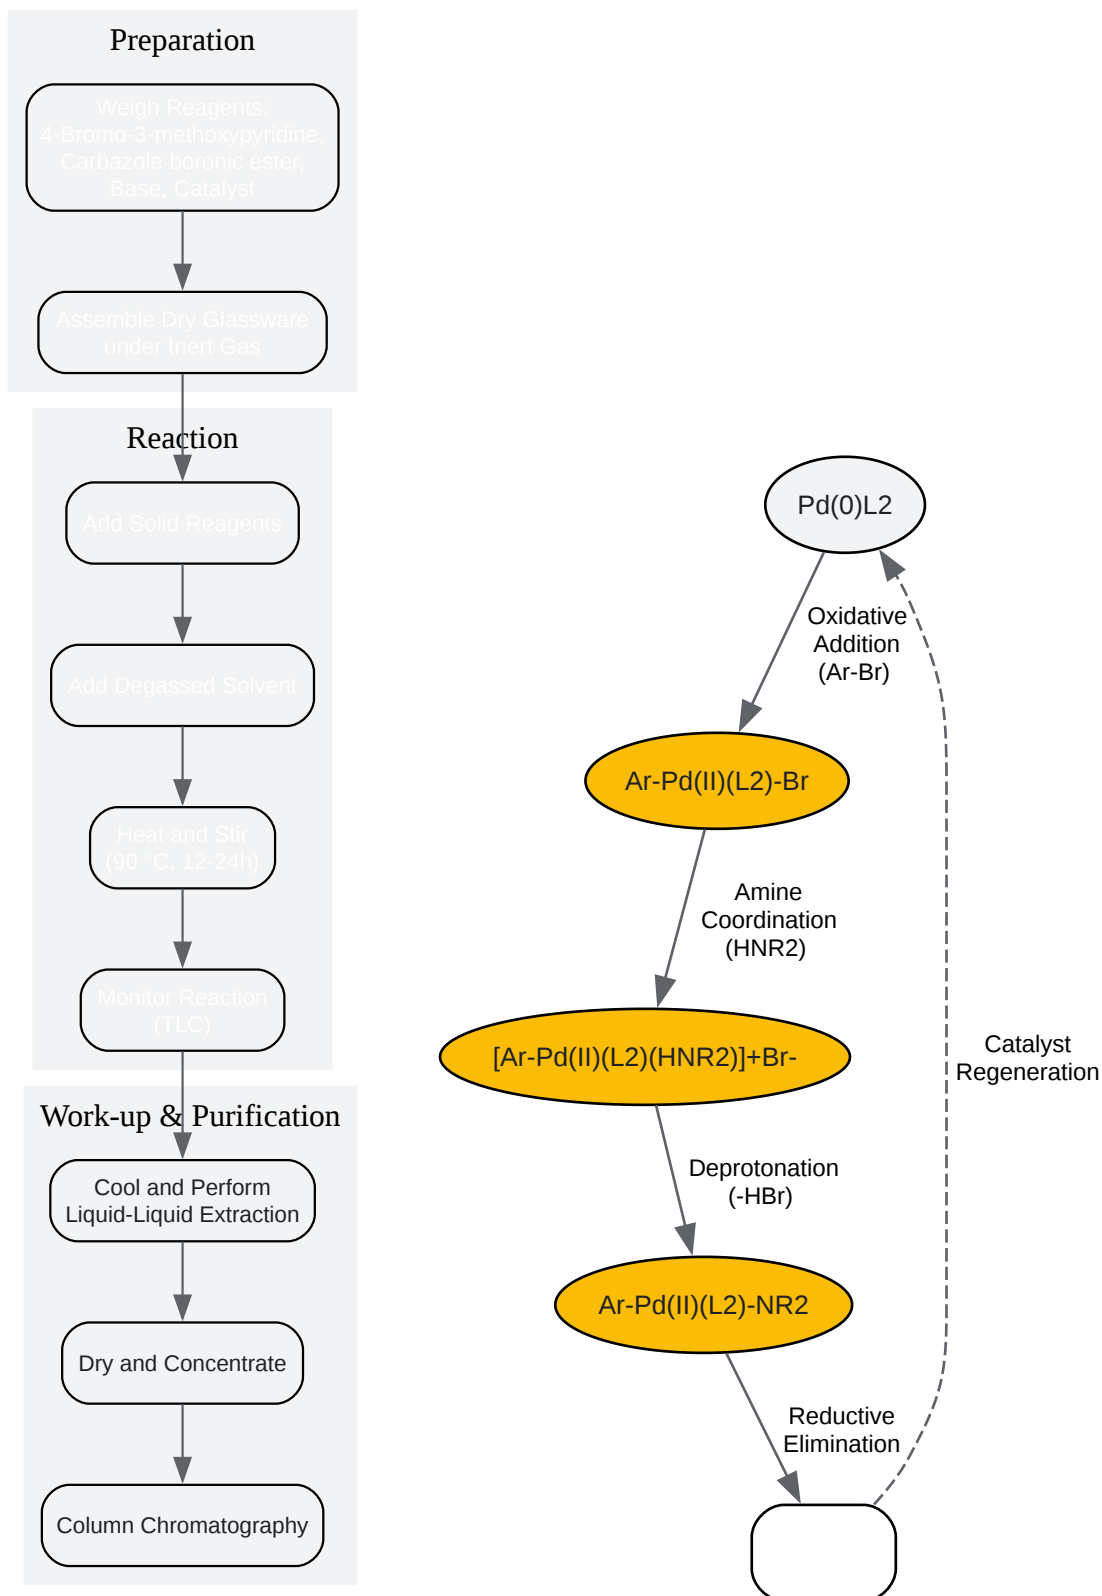 Preparation
Weigh Reagents:
4-Bromo-3-methoxypyridine,
Carbazole boronic ester,
Base, Catalyst
Assemble Dry Glassware
under Inert Gas
Reaction
Add Solid Reagents
Add Degassed Solvent
Heat and Stir
(90 °C, 12-24h)
Monitor Reaction
(TLC)
Work-up & Purification
Cool and Perform
Liquid-Liquid Extraction
Dry and Concentrate
Column Chromatography
Pd(0)L2
Oxidative
Addition
(Ar-Br)
Ar-Pd(II)(L2)-Br
Amine
Coordination
(HNR2)
[Ar-Pd(II)(L2)(HNR2)]+Br-
Catalyst
Regeneration
Deprotonation
(-HBr)
Ar-Pd(II)(L2)-NR2
Reductive
Elimination